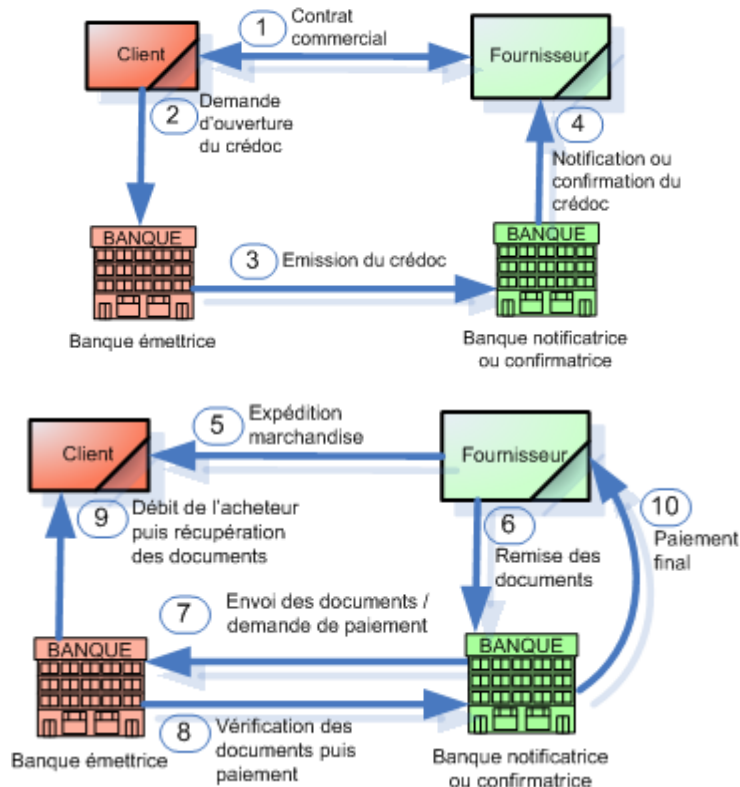 1
Contrat
commercial
Client
Fournisseur
2
Demande
d'ouverture
du crédoc
4
Notification ou
confirmation du
crédoc
BANQUE
BANQUE
3
Emission du crédoc
Banque émettrice
Banque notificatrice
ou confirmatrice
5
Expédition
marchandise
Client
Fournisseur
9
Débit de l'acheteur
puis récupération
des documents
6
Remise des
documents
10
Paiement
final
7
Envoi des documents /
demande de paiement
BANQUE
BANQUE
8
Vérification des
documents puis
paiement
Banque émettrice
Banque notificatrice
ou confirmatrice